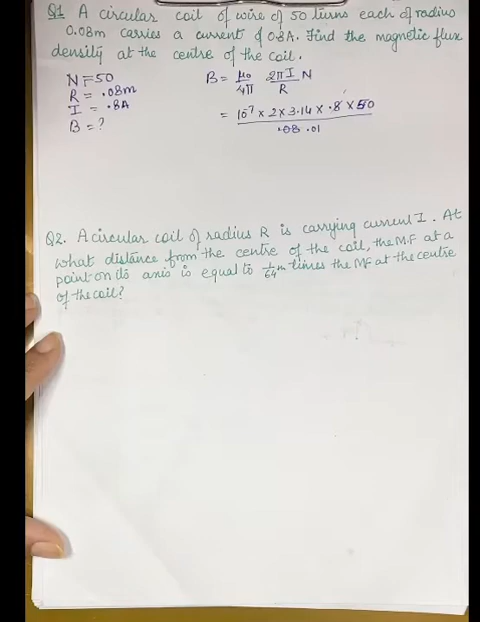 Q1 A circular coil of wire of 50 turns each of radius
0.08m carries a current of 0.8A. Find the magnetic flux
density at the centre of the coil.
N = 50
R = .08m
I = .8A
B = ?
B = μ₀/4π 2πI/R N
= 10⁻⁷ × 2 × 3.14 × .8 × 50 / .08 .01
Q2. A circular coil of radius R is carrying current I. At
what distance from the centre of the coil, the M.F at a
point on its axis is equal to 1/64 th times the MF at the centre
of the coil?